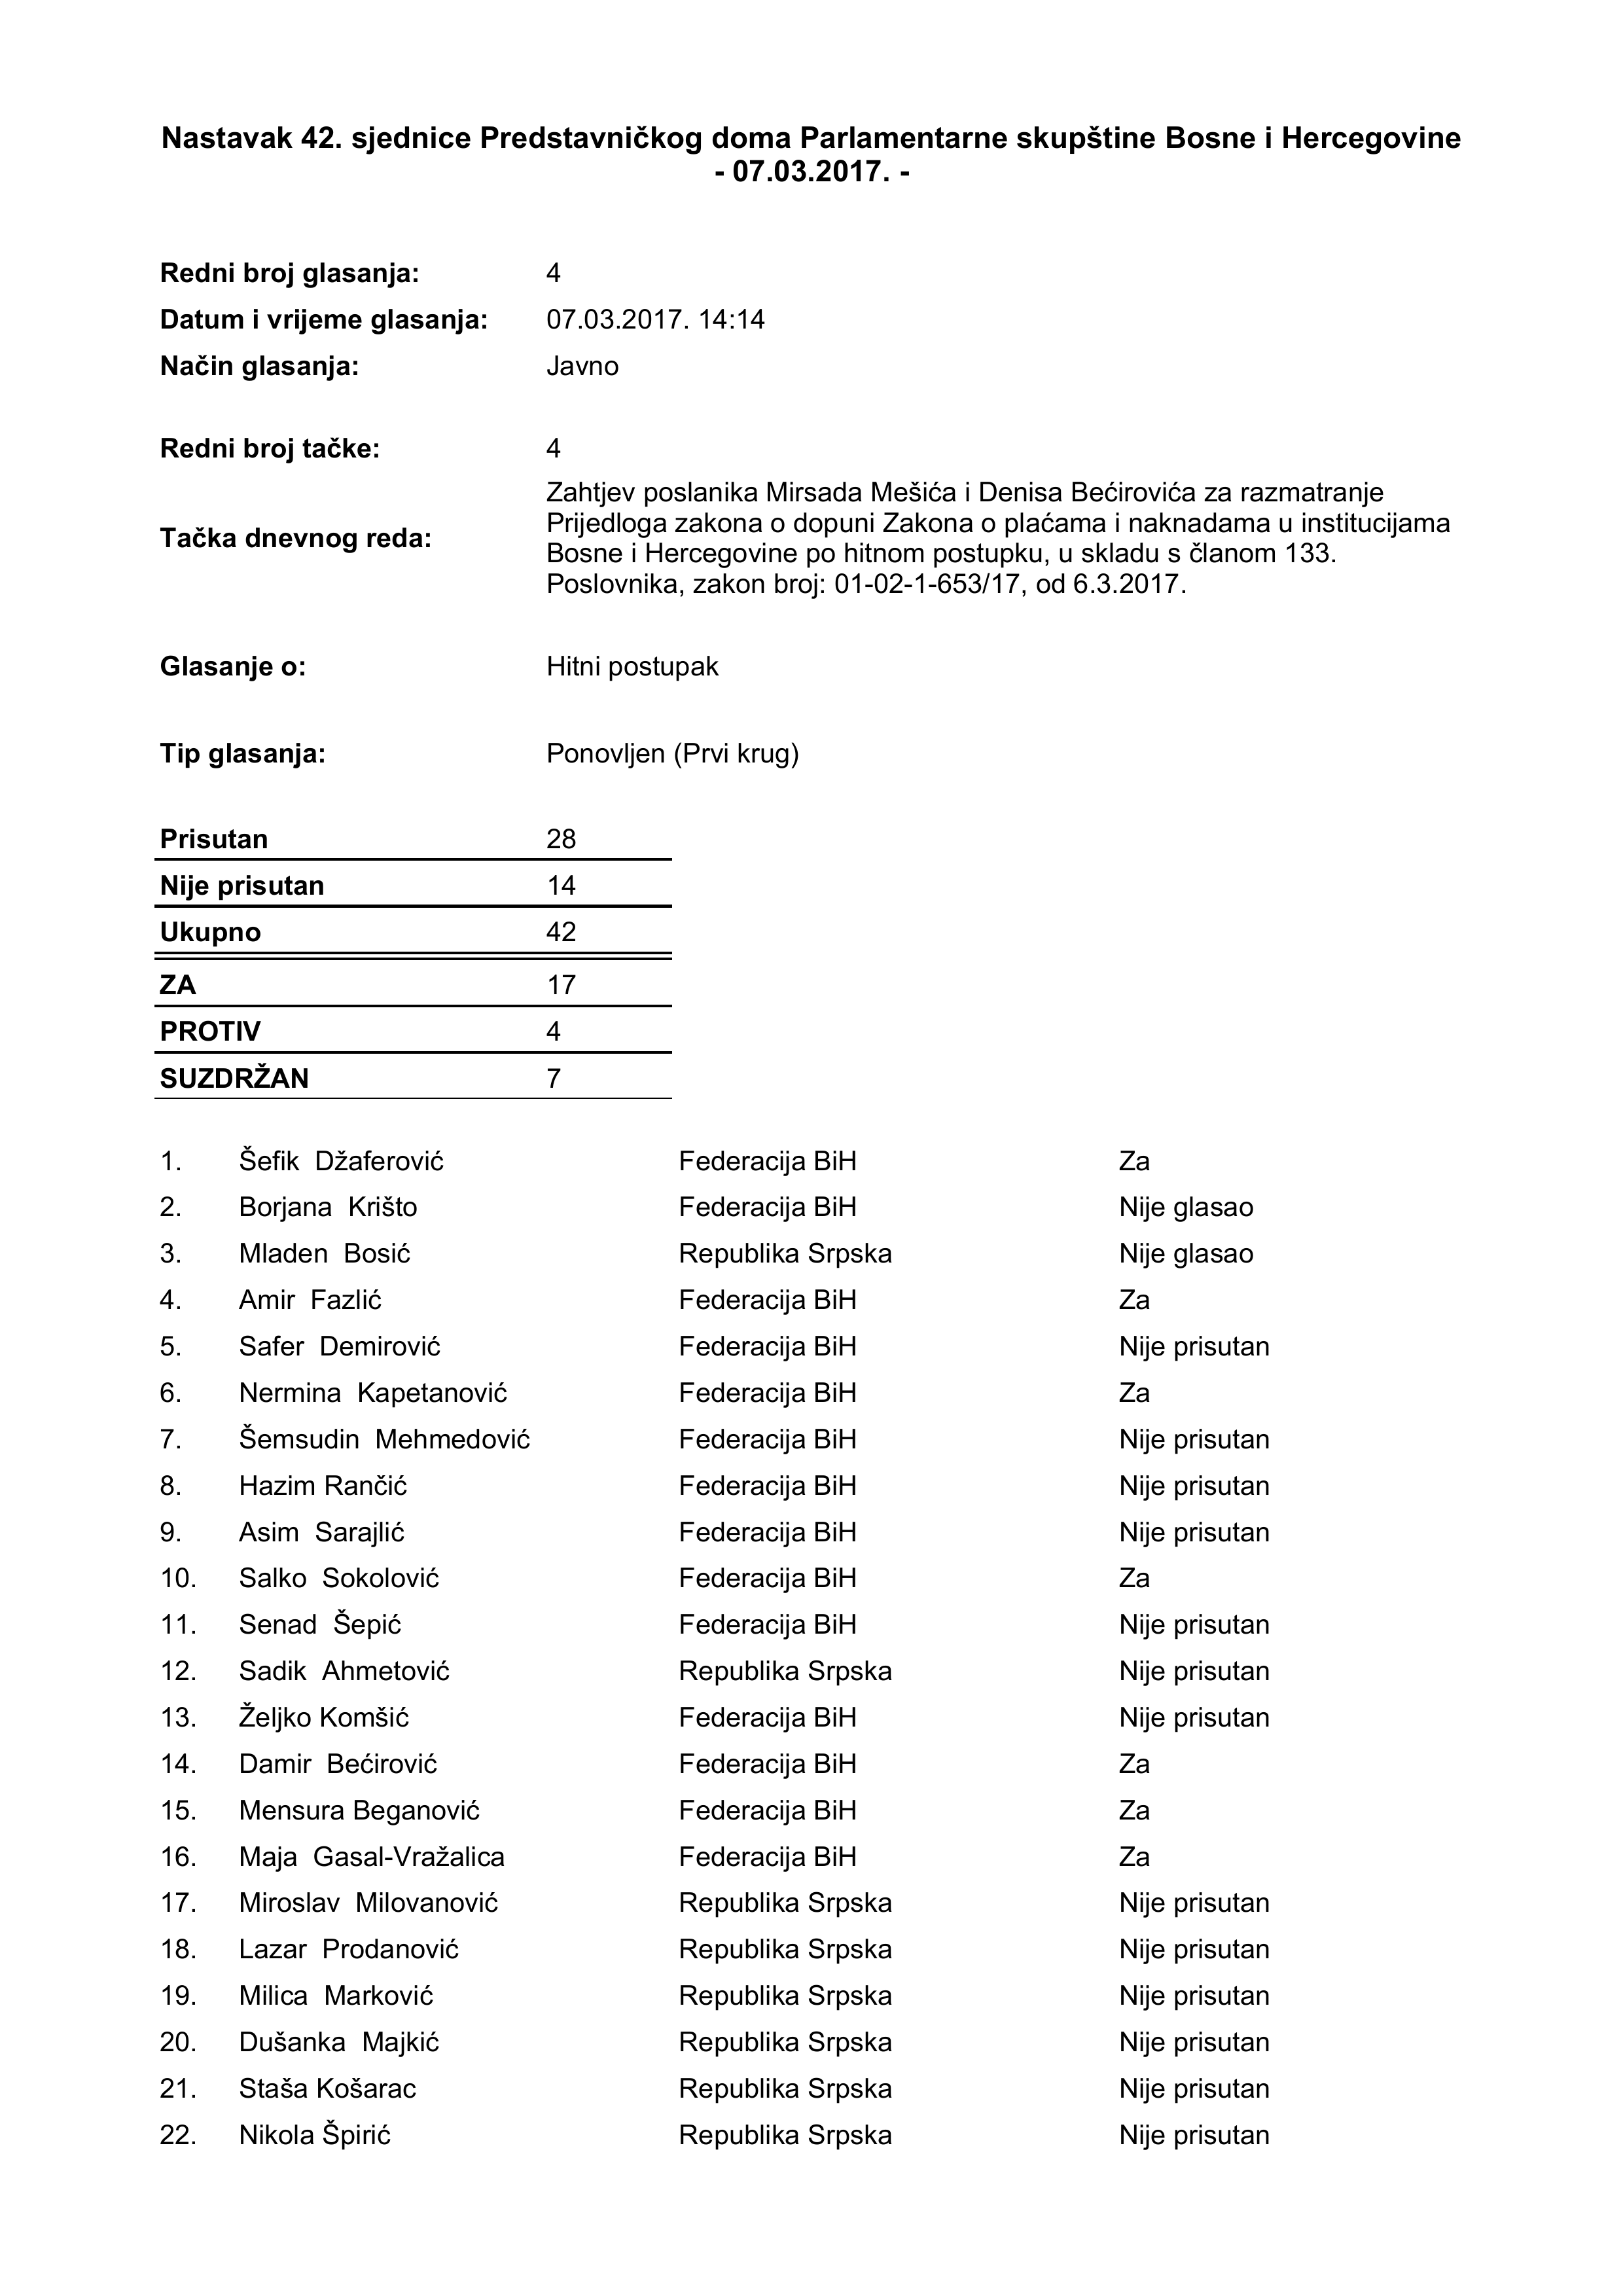 Nastavak 42. sjednice Predstavničkog doma Parlamentarne skupštine Bosne i Hercegovine
- 07.03.2017. -
Redni broj glasanja: 4
Datum i vrijeme glasanja: 07.03.2017. 14:14
Način glasanja: Javno
Redni broj tačke: 4
Tačka dnevnog reda: Zahtjev poslanika Mirsada Mešića i Denisa Bećirovića za razmatranje
Prijedloga zakona o dopuni Zakona o plaćama i naknadama u institucijama
Bosne i Hercegovine po hitnom postupku, u skladu s članom 133.
Poslovnika, zakon broj: 01-02-1-653/17, od 6.3.2017.
Glasanje o: Hitni postupak
Tip glasanja: Ponovljen (Prvi krug)
Prisutan 28
Nije prisutan 14
Ukupno 42
ZA 17
PROTIV 4
SUZDRŽAN 7
1. Šefik Džaferović Federacija BiH Za
2. Borjana Krišto Federacija BiH Nije glasao
3. Mladen Bosić Republika Srpska Nije glasao
4. Amir Fazlić Federacija BiH Za
5. Safer Demirović Federacija BiH Nije prisutan
6. Nermina Kapetanović Federacija BiH Za
7. Šemsudin Mehmedović Federacija BiH Nije prisutan
8. Hazim Rančić Federacija BiH Nije prisutan
9. Asim Sarajlić Federacija BiH Nije prisutan
10. Salko Sokolović Federacija BiH Za
11. Senad Šepić Federacija BiH Nije prisutan
12. Sadik Ahmetović Republika Srpska Nije prisutan
13. Željko Komšić Federacija BiH Nije prisutan
14. Damir Bećirović Federacija BiH Za
15. Mensura Beganović Federacija BiH Za
16. Maja Gasal-Vražalica Federacija BiH Za
17. Miroslav Milovanović Republika Srpska Nije prisutan
18. Lazar Prodanović Republika Srpska Nije prisutan
19. Milica Marković Republika Srpska Nije prisutan
20. Dušanka Majkić Republika Srpska Nije prisutan
21. Staša Košarac Republika Srpska Nije prisutan
22. Nikola Špirić Republika Srpska Nije prisutan